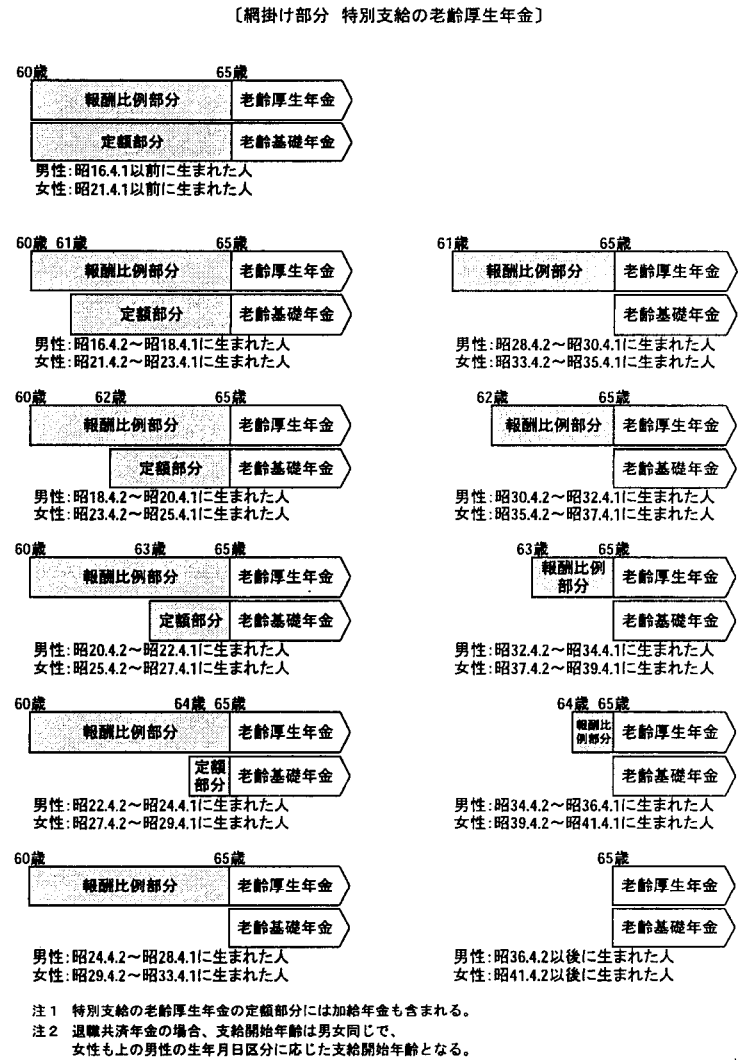 〔網掛け部分 特別支給の老齢厚生年金〕
60歳 65歳
報酬比例部分 老齢厚生年金
定額部分 老齢基礎年金
男性:昭16.4.1以前に生まれた人
女性:昭21.4.1以前に生まれた人
60歳 61歳 65歳
報酬比例部分 老齢厚生年金
定額部分 老齢基礎年金
男性:昭16.4.2～昭18.4.1に生まれた人
女性:昭21.4.2～昭23.4.1に生まれた人
60歳 62歳 65歳
報酬比例部分 老齢厚生年金
定額部分 老齢基礎年金
男性:昭18.4.2～昭20.4.1に生まれた人
女性:昭23.4.2～昭25.4.1に生まれた人
60歳 63歳 65歳
報酬比例部分 老齢厚生年金
定額部分 老齢基礎年金
男性:昭20.4.2～昭22.4.1に生まれた人
女性:昭25.4.2～昭27.4.1に生まれた人
60歳 64歳 65歳
報酬比例部分 老齢厚生年金
定額
部分 老齢基礎年金
男性:昭22.4.2～昭24.4.1に生まれた人
女性:昭27.4.2～昭29.4.1に生まれた人
60歳 65歳
報酬比例部分 老齢厚生年金
老齢基礎年金
男性:昭24.4.2～昭28.4.1に生まれた人
女性:昭29.4.2～昭33.4.1に生まれた人
61歳 65歳
報酬比例部分 老齢厚生年金
老齢基礎年金
男性:昭28.4.2～昭30.4.1に生まれた人
女性:昭33.4.2～昭35.4.1に生まれた人
62歳 65歳
報酬比例部分 老齢厚生年金
老齢基礎年金
男性:昭30.4.2～昭32.4.1に生まれた人
女性:昭35.4.2～昭37.4.1に生まれた人
63歳 65歳
報酬比例
部分 老齢厚生年金
老齢基礎年金
男性:昭32.4.2～昭34.4.1に生まれた人
女性:昭37.4.2～昭39.4.1に生まれた人
64歳 65歳
報酬比
例部分 老齢厚生年金
老齢基礎年金
男性:昭34.4.2～昭36.4.1に生まれた人
女性:昭39.4.2～昭41.4.1に生まれた人
65歳
老齢厚生年金
老齢基礎年金
男性:昭36.4.2以後に生まれた人
女性:昭41.4.2以後に生まれた人
注1 特別支給の老齢厚生年金の定額部分には加給年金も含まれる。
注2 退職共済年金の場合、支給開始年齢は男女同じで、
女性も上の男性の生年月日区分に応じた支給開始年齢となる。